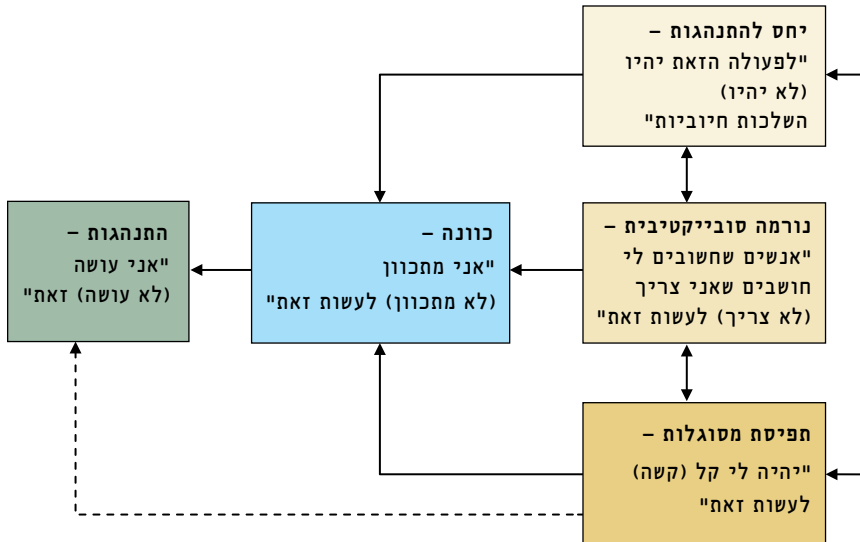 יחס להתנהגות –
"לפעולה הזאת יהיו
(לא יהיו)
השלכות חיוביות"
נורמה סובייקטיבית –
"אנשים שחשובים לי
חושבים שאני צריך
(לא צריך) לעשות זאת"
כוונה –
"אני מתכוון
(לא מתכוון) לעשות זאת"
התנהגות –
"אני עושה
(לא עושה) זאת"
תפיסת מסוגלות –
"יהיה לי קל (קשה)
לעשות זאת"